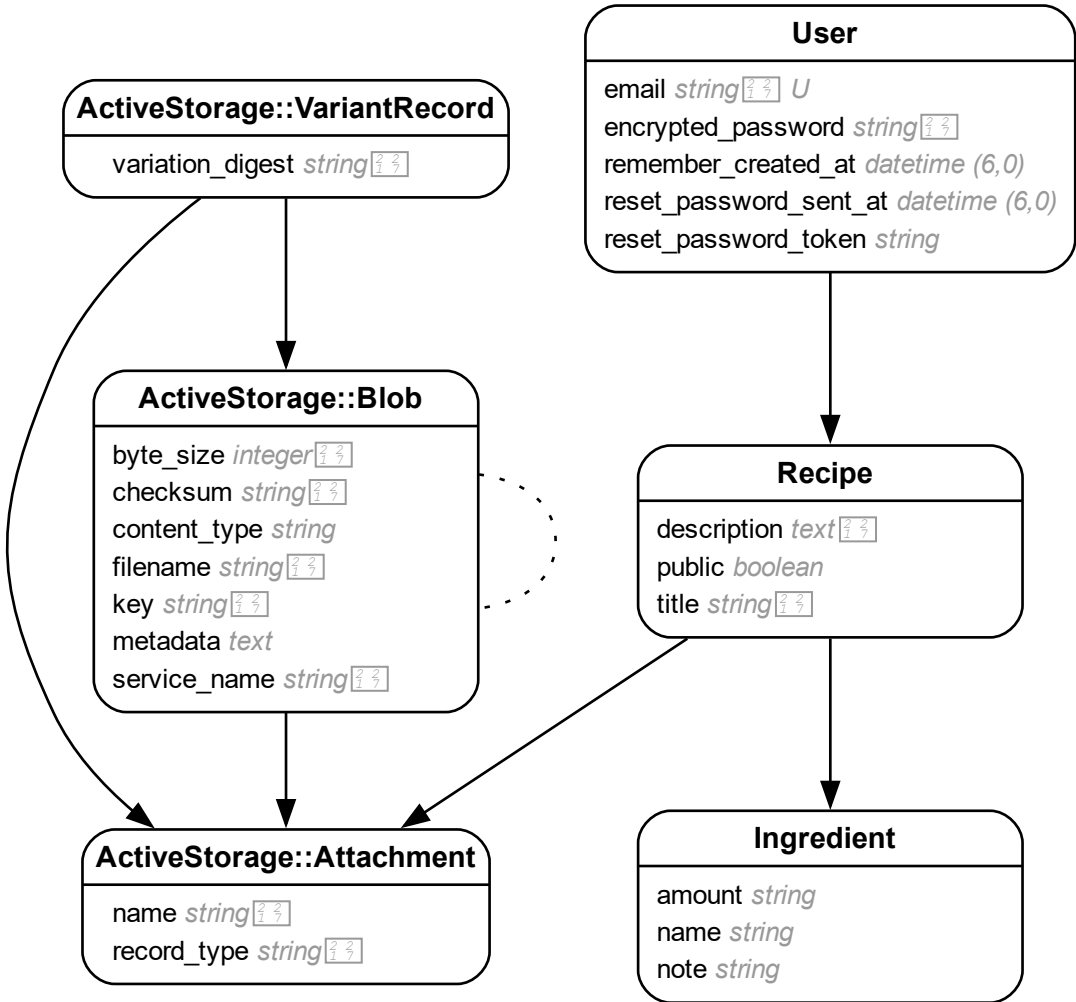 User
email string U
encrypted_password string
remember_created_at datetime (6,0)
reset_password_sent_at datetime (6,0)
reset_password_token string
ActiveStorage::VariantRecord
variation_digest string
ActiveStorage::Blob
byte_size integer
checksum string
content_type string
filename string
key string
metadata text
service_name string
Recipe
description text
public boolean
title string
ActiveStorage::Attachment
name string
record_type string
Ingredient
amount string
name string
note string